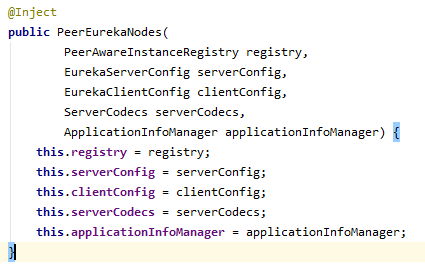 @Inject
public PeerEurekaNodes(
        PeerAwareInstanceRegistry registry,
        EurekaServerConfig serverConfig,
        EurekaClientConfig clientConfig,
        ServerCodecs serverCodecs,
        ApplicationInfoManager applicationInfoManager) {
    this.registry = registry;
    this.serverConfig = serverConfig;
    this.clientConfig = clientConfig;
    this.serverCodecs = serverCodecs;
    this.applicationInfoManager = applicationInfoManager;
}